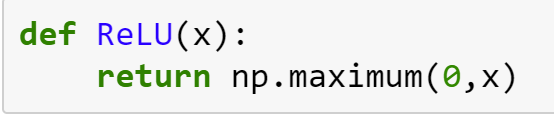 def ReLU(x):
    return np.maximum(0,x)